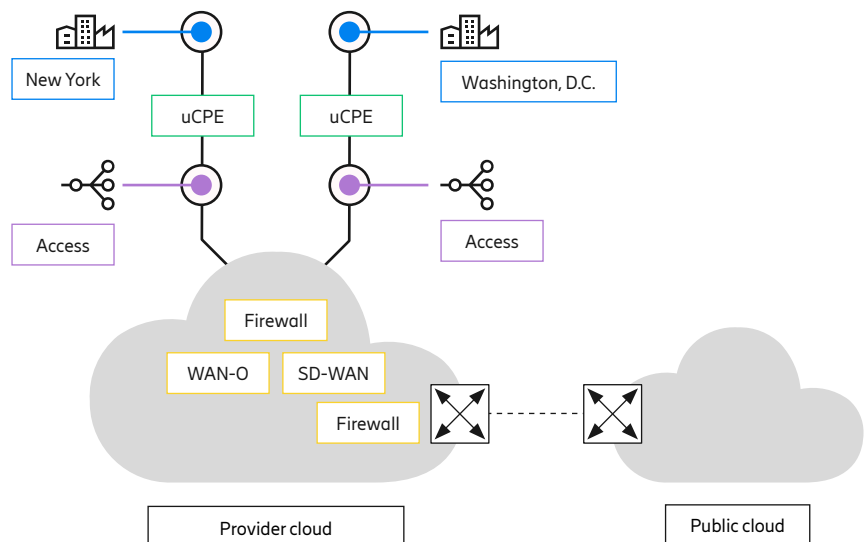 New York
Washington, D.C.
uCPE
uCPE
Access
Access
Firewall
WAN-O
SD-WAN
Firewall
Provider cloud
Public cloud